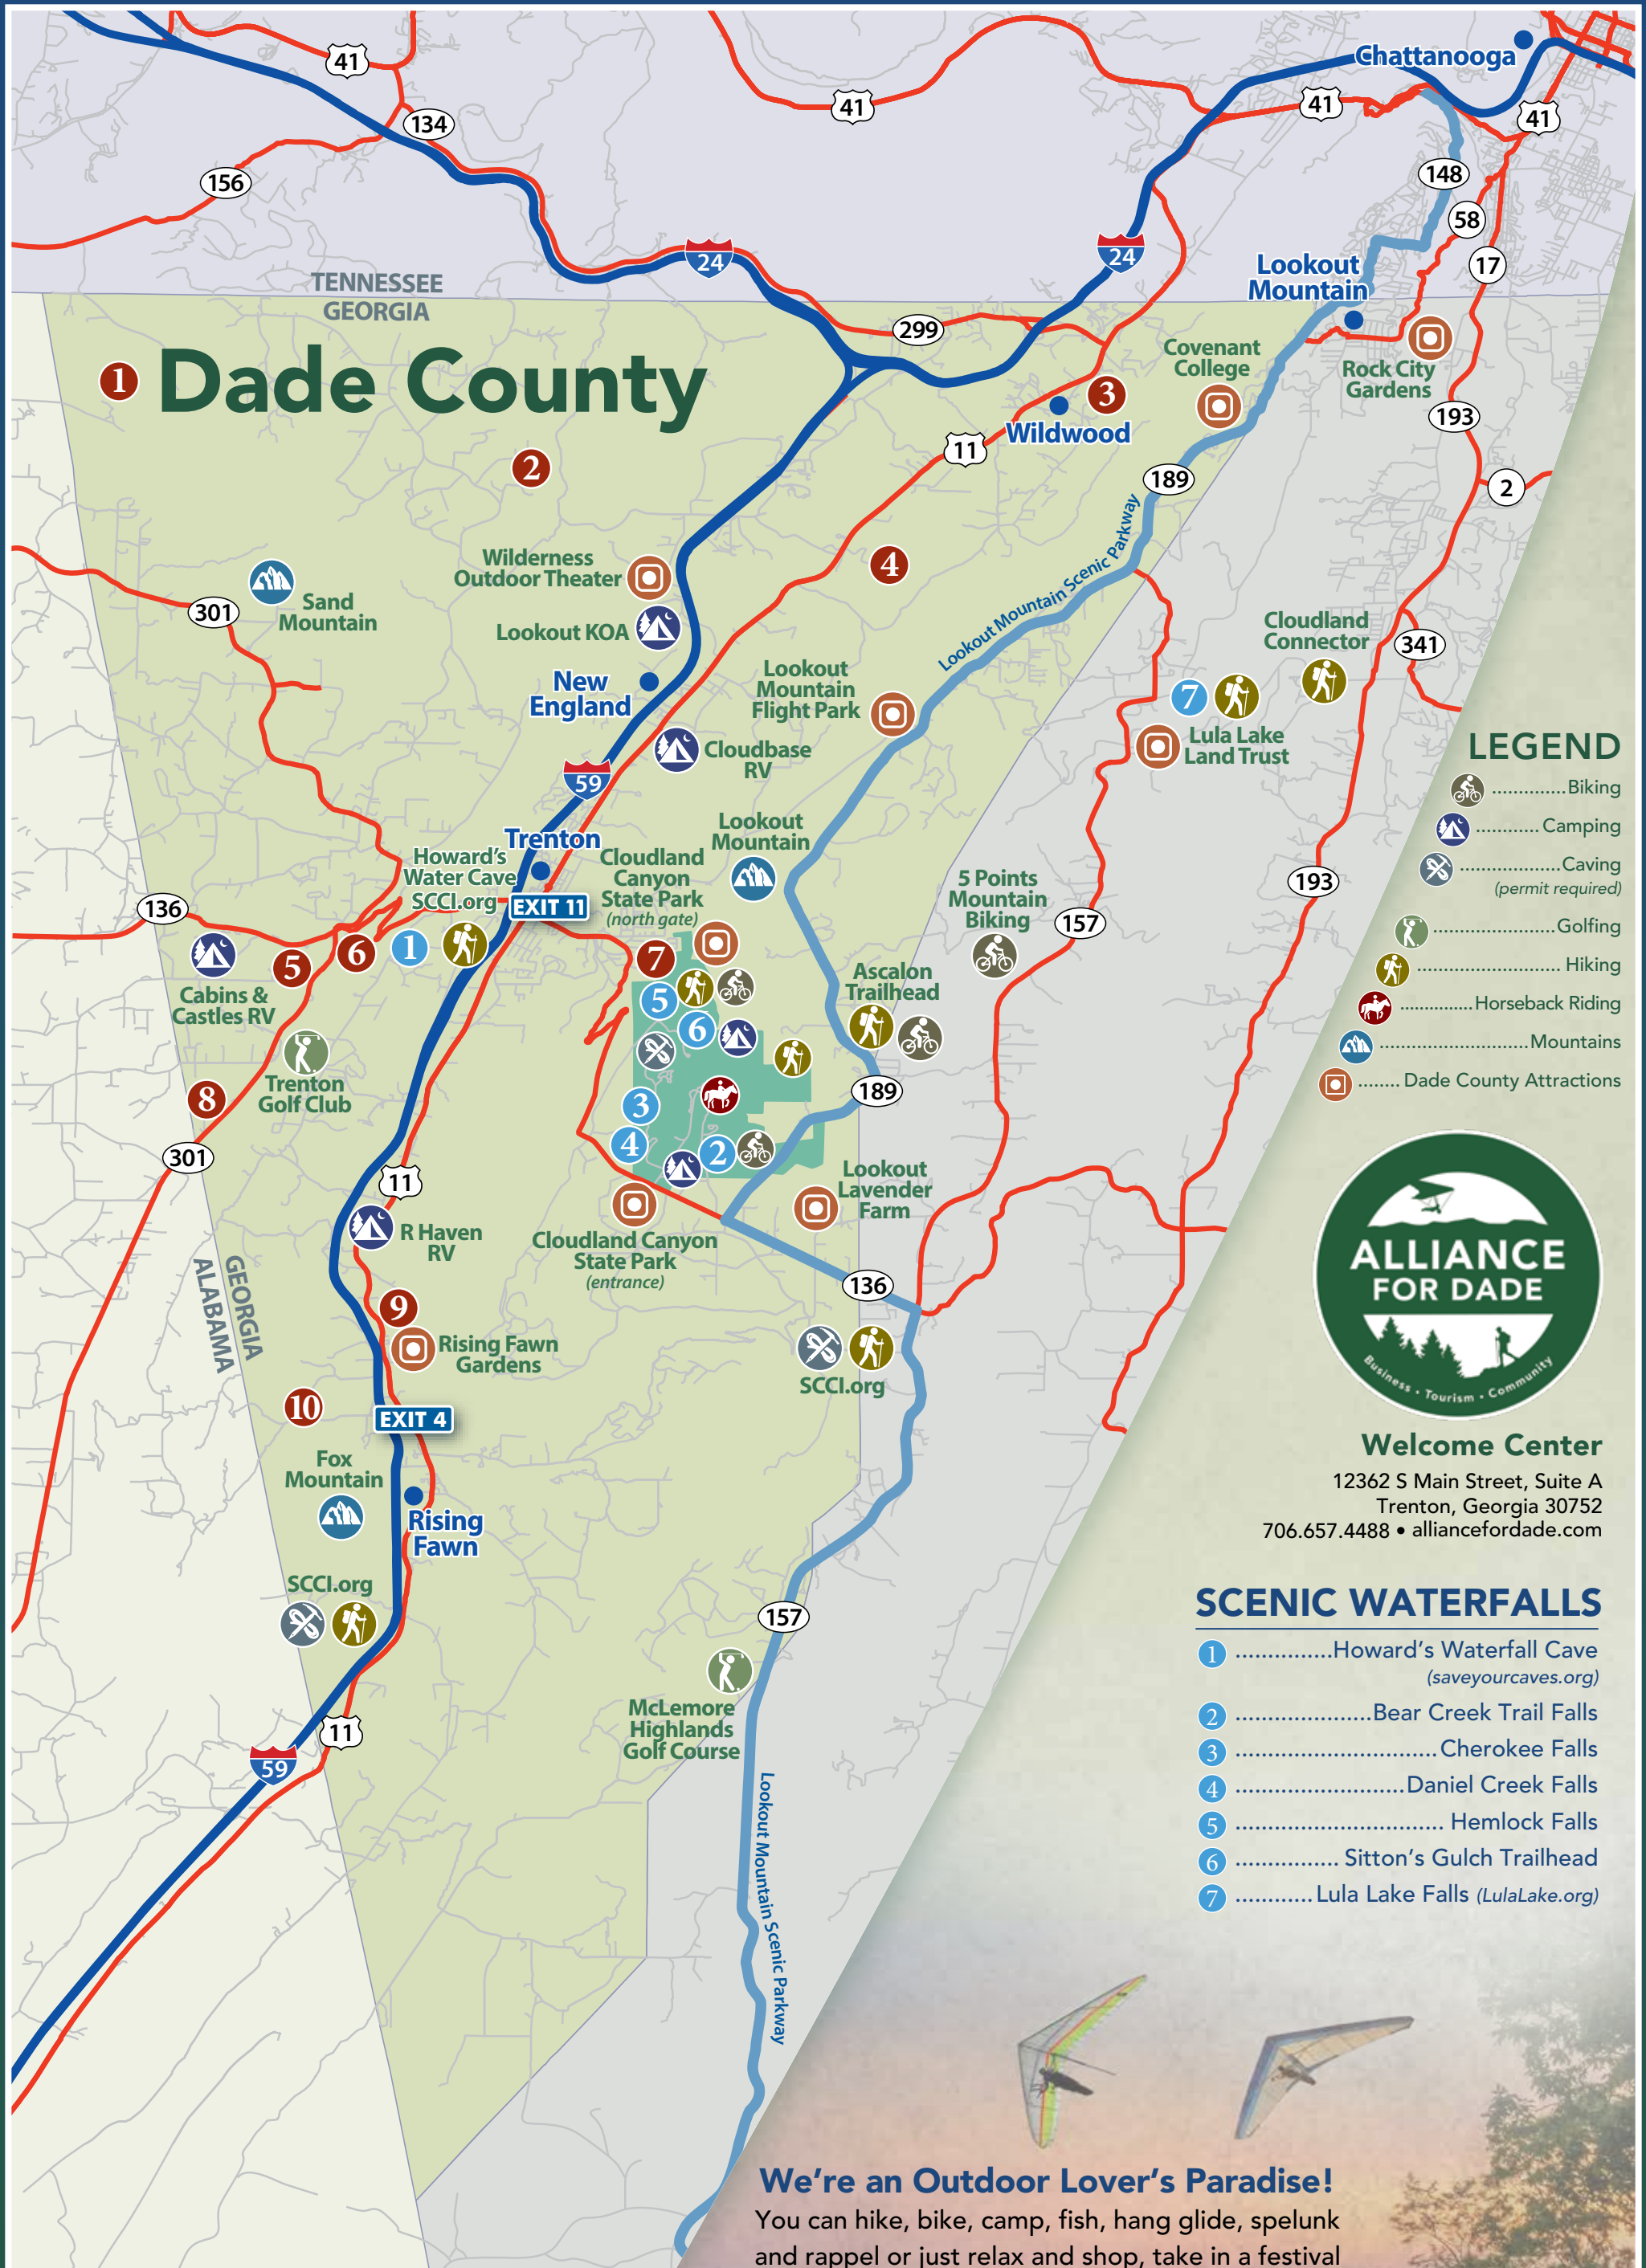 Chattanooga
41
41
41
41
134
156
148
58
17
24
24
TENNESSEE
GEORGIA
Lookout
Mountain
299
Covenant
College
Rock City
Gardens
1
Dade County
3
Wildwood
193
11
2
189
2
Lookout Mountain Scenic Parkway
Wilderness
Outdoor Theater
4
Sand
Mountain
301
Lookout KOA
Cloudland
Connector
341
New
England
Lookout
Mountain
Flight Park
7
Lula Lake
Land Trust
Cloudbase
RV
59
LEGEND
..............Biking
............ Camping
...................Caving
(permit required)
.......................Golfing
........................... Hiking
..............Horseback Riding
............................Mountains
........ Dade County Attractions
Trenton
Lookout
Mountain
Howard's
Water Cave
SCCI.org
Cloudland
Canyon
State Park
(north gate)
EXIT 11
5 Points
Mountain
Biking
193
136
157
Cabins &
Castles RV
5
6
1
7
5
6
Ascalon
Trailhead
Trenton
Golf Club
8
3
4
2
189
301
11
R Haven
RV
Lookout
Lavender
Farm
Cloudland Canyon
State Park
(entrance)
136
GEORGIA
ALABAMA
9
Rising Fawn
Gardens
SCCI.org
10
EXIT 4
Fox
Mountain
Rising
Fawn
SCCI.org
157
McLemore
Highlands
Golf Course
11
59
Lookout Mountain Scenic Parkway
ALLIANCE
FOR DADE
Business • Tourism • Community
Welcome Center
12362 S Main Street, Suite A
Trenton, Georgia 30752
706.657.4488 • alliancefordade.com
SCENIC WATERFALLS
1 ...............Howard's Waterfall Cave
(saveyourcaves.org)
2 .....................Bear Creek Trail Falls
3 ...............................Cherokee Falls
4 ..........................Daniel Creek Falls
5 ................................ Hemlock Falls
6 ................ Sitton's Gulch Trailhead
7 ............Lula Lake Falls (LulaLake.org)
We're an Outdoor Lover's Paradise!
You can hike, bike, camp, fish, hang glide, spelunk
and rappel or just relax and shop, take in a festival